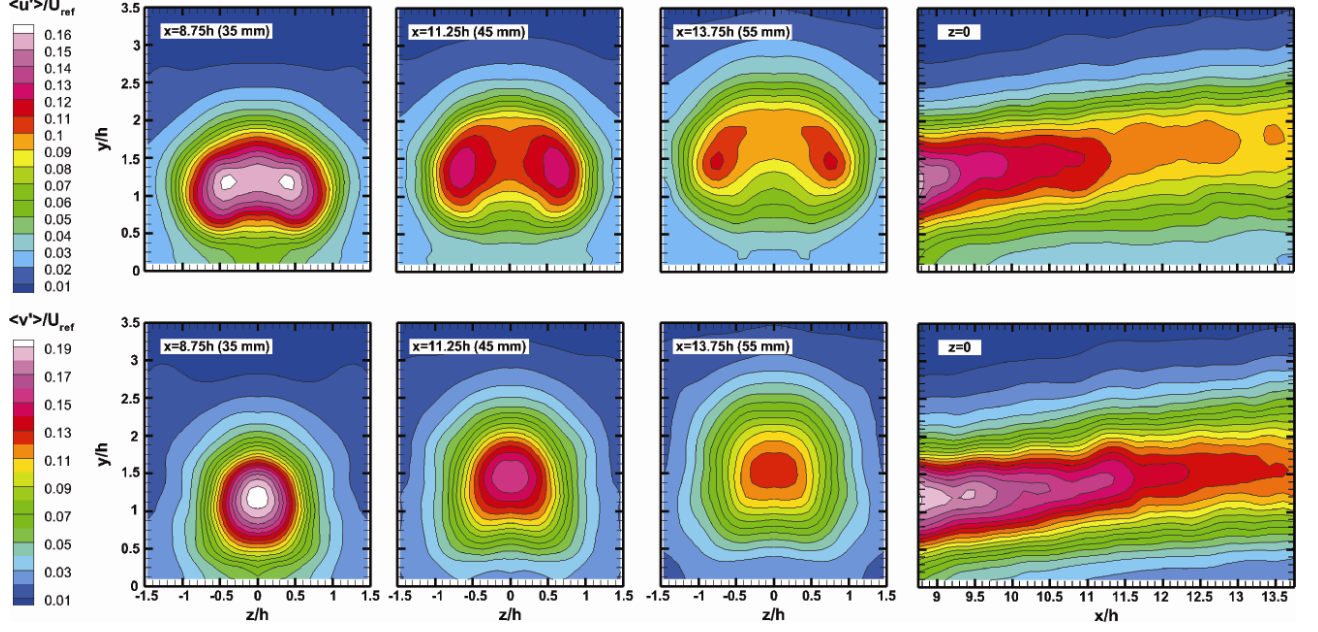 <u'>/U_ref
0.16
0.15
0.14
0.13
0.12
0.11
0.1
0.09
0.08
0.07
0.06
0.05
0.04
0.03
0.02
0.01
y/h
3.5
3
2.5
2
1.5
1
0.5
0
x=8.75h (35 mm)
x=11.25h (45 mm)
x=13.75h (55 mm)
z=0
<v'>/U_ref
0.19
0.17
0.15
0.13
0.11
0.09
0.07
0.05
0.03
0.01
y/h
3.5
3
2.5
2
1.5
1
0.5
0
x=8.75h (35 mm)
x=11.25h (45 mm)
x=13.75h (55 mm)
z=0
-1.5 -1 -0.5 0 0.5 1 1.5
-1.5 -1 -0.5 0 0.5 1 1.5
-1.5 -1 -0.5 0 0.5 1 1.5
9 9.5 10 10.5 11 11.5 12 12.5 13 13.5
z/h
z/h
z/h
x/h